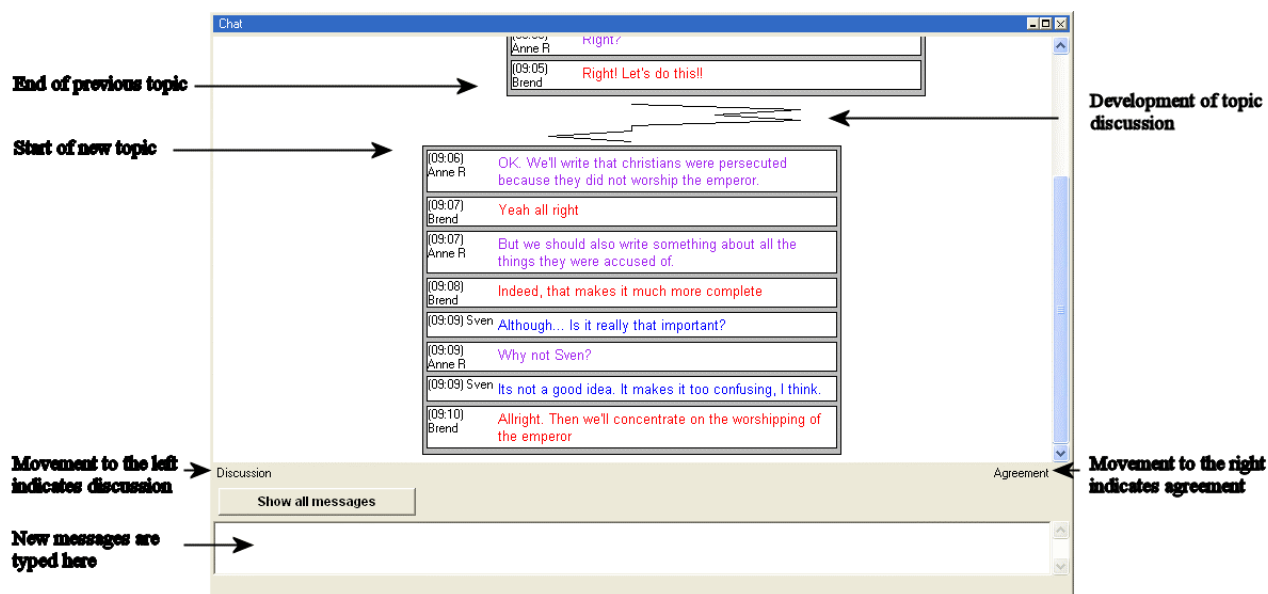 Chat
Right?
Anne R
End of previous topic
(09:05)
Brend
Right! Let's do this!!
Development of topic
discussion
Start of new topic
(09:06)
Anne R
OK. We'll write that christians were persecuted
because they did not worship the emperor.
(09:07)
Brend
Yeah all right
(09:07)
Anne R
But we should also write something about all the
things they were accused of.
(09:08)
Brend
Indeed, that makes it much more complete
(09:09) Sven
Although... Is it really that important?
(09:09)
Anne R
Why not Sven?
(09:09) Sven
Its not a good idea. It makes it too confusing, I think.
(09:10)
Brend
Allright. Then we'll concentrate on the worshipping of
the emperor
Movement to the left
indicates discussion
Discussion
Agreement
Movement to the right
indicates agreement
Show all messages
New messages are
typed here